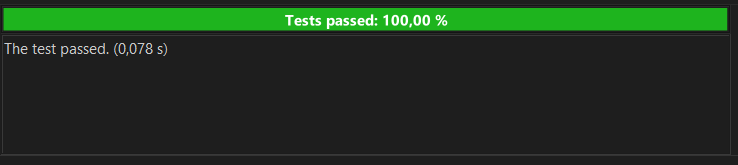 Tests passed: 100,00 %
The test passed. (0,078 s)